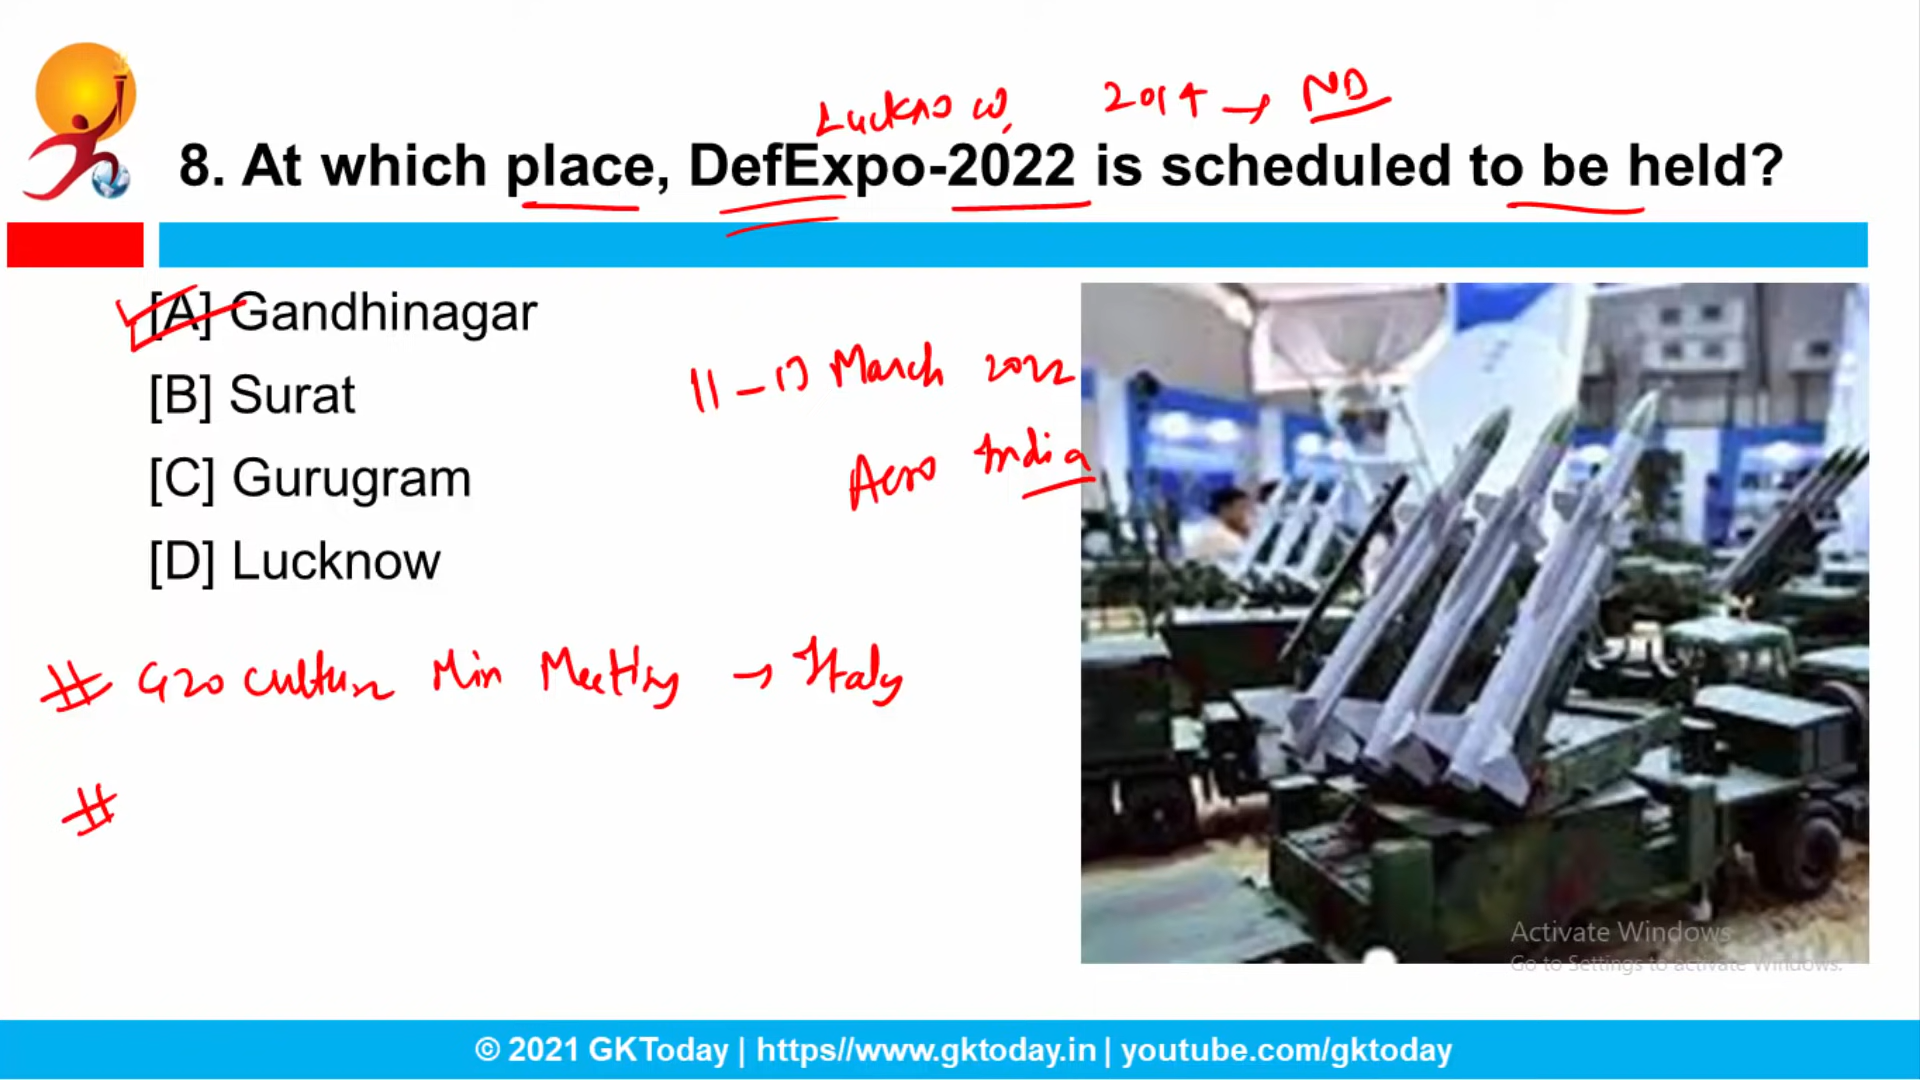 Lucknow, 2014 → ND
8. At which place, DefExpo-2022 is scheduled to be held?
[A] Gandhinagar
[B] Surat
[C] Gurugram
[D] Lucknow
11 - 13 March 2022
Aero India
# G20 Culture Min Meeting → Italy
#
Activate Windows
Go to Settings to activate Windows.
© 2021 GKToday | https//www.gktoday.in | youtube.com/gktoday